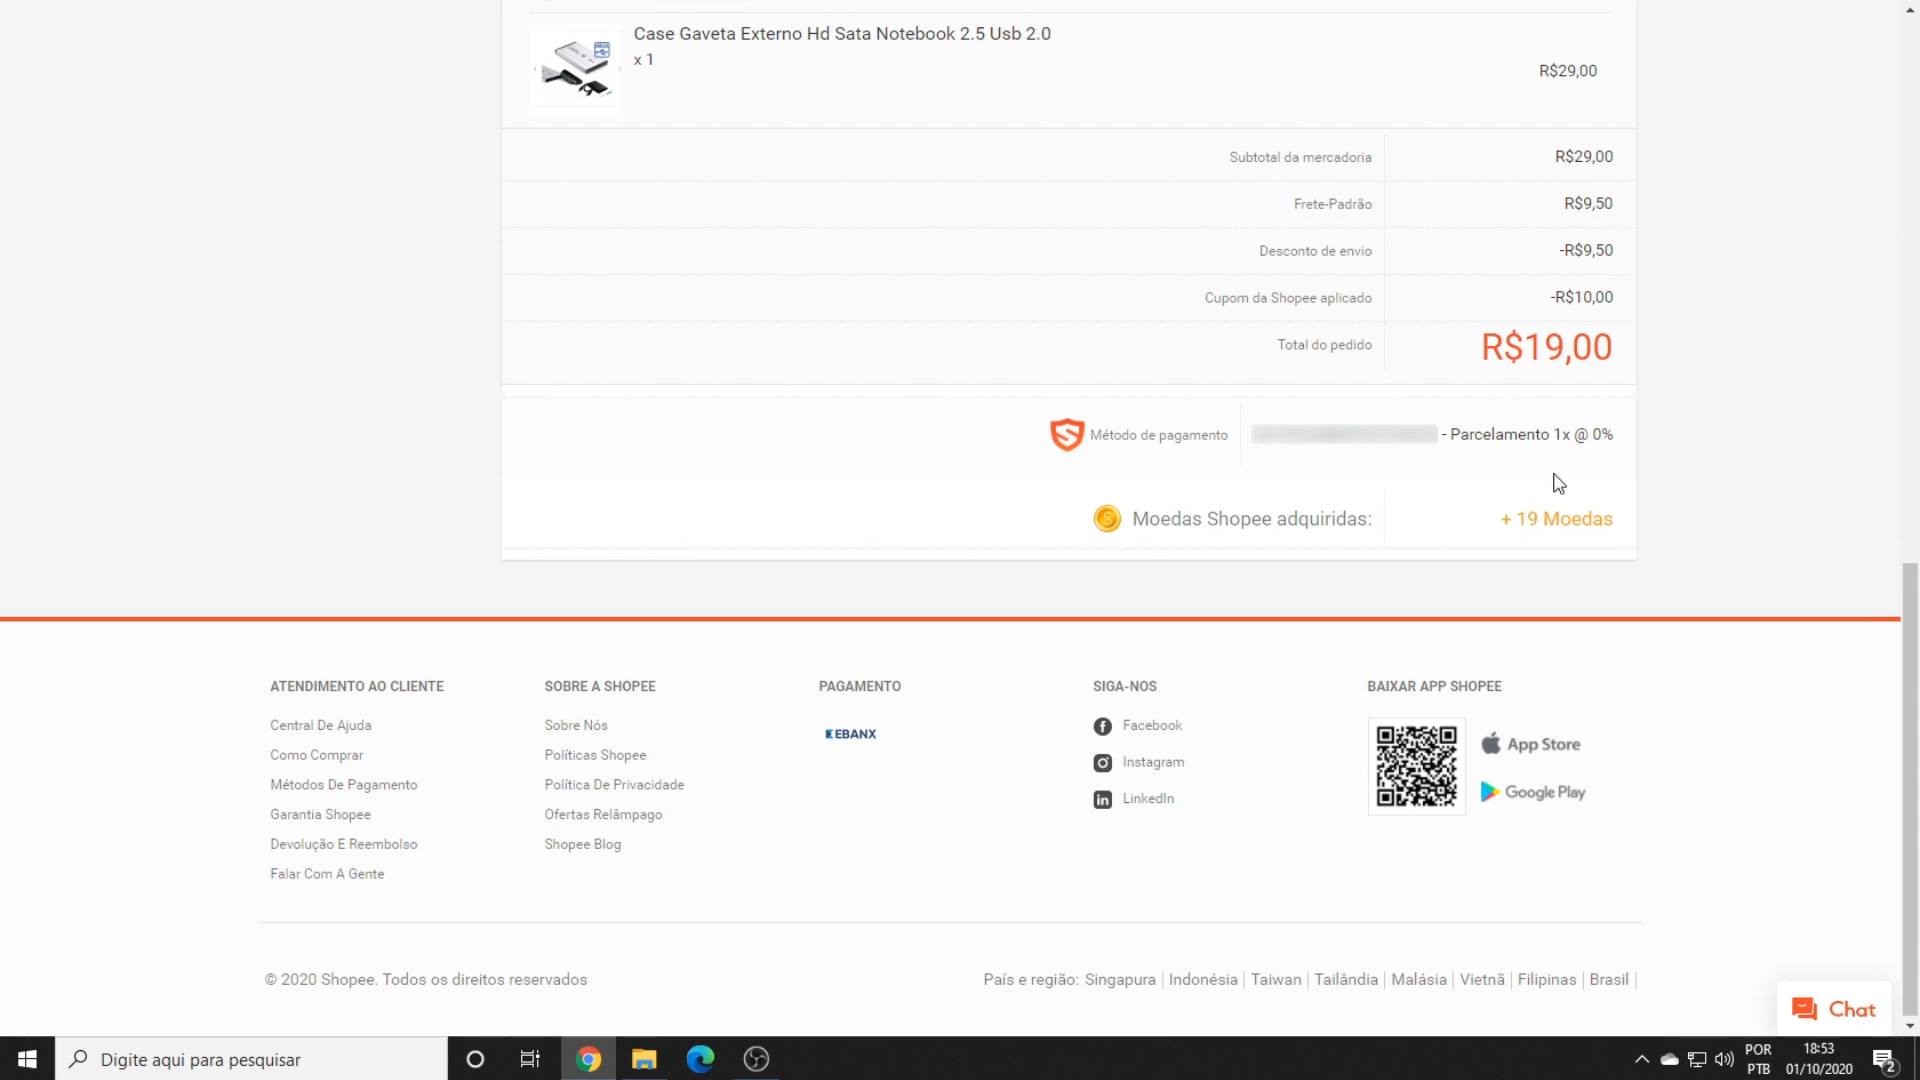 Case Gaveta Externo Hd Sata Notebook 2.5 Usb 2.0
x 1
R$29,00
Subtotal da mercadoria R$29,00
Frete-Padrão R$9,50
Desconto de envio -R$9,50
Cupom da Shopee aplicado -R$10,00
Total do pedido R$19,00
Método de pagamento - Parcelamento 1x @ 0%
Moedas Shopee adquiridas: + 19 Moedas
ATENDIMENTO AO CLIENTE
Central De Ajuda
Como Comprar
Métodos De Pagamento
Garantia Shopee
Devolução E Reembolso
Falar Com A Gente
SOBRE A SHOPEE
Sobre Nós
Políticas Shopee
Política De Privacidade
Ofertas Relâmpago
Shopee Blog
PAGAMENTO
EBANX
SIGA-NOS
Facebook
Instagram
LinkedIn
BAIXAR APP SHOPEE
App Store
Google Play
© 2020 Shopee. Todos os direitos reservados
País e região: Singapura | Indonésia | Taiwan | Tailândia | Malásia | Vietnã | Filipinas | Brasil |
Chat
Digite aqui para pesquisar
POR
PTB
18:53
01/10/2020
2